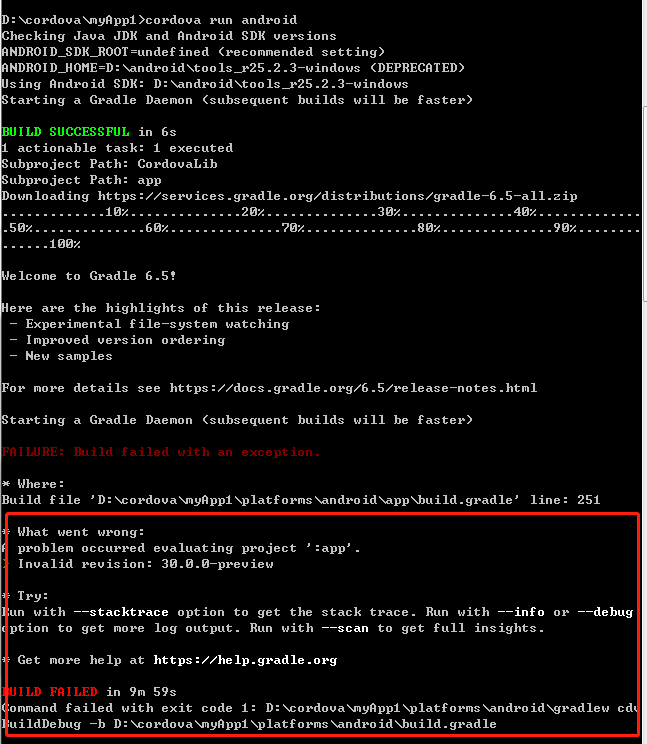 D:\cordova\myApp1>cordova run android
Checking Java JDK and Android SDK versions
ANDROID_SDK_ROOT=undefined (recommended setting)
ANDROID_HOME=D:\android\tools_r25.2.3-windows (DEPRECATED)
Using Android SDK: D:\android\tools_r25.2.3-windows
Starting a Gradle Daemon (subsequent builds will be faster)
BUILD SUCCESSFUL in 6s
1 actionable task: 1 executed
Subproject Path: CordovaLib
Subproject Path: app
Downloading https://services.gradle.org/distributions/gradle-6.5-all.zip
.............10%.............20%.............30%.............40%.............
.50%.............60%.............70%.............80%.............90%.........
......100%
Welcome to Gradle 6.5!
Here are the highlights of this release:
- Experimental file-system watching
- Improved version ordering
- New samples
For more details see https://docs.gradle.org/6.5/release-notes.html
Starting a Gradle Daemon (subsequent builds will be faster)
FAILURE: Build failed with an exception.
* Where:
Build file 'D:\cordova\myApp1\platforms\android\app\build.gradle' line: 251
* What went wrong:
A problem occurred evaluating project ':app'.
> Invalid revision: 30.0.0-preview
* Try:
Run with --stacktrace option to get the stack trace. Run with --info or --debug
option to get more log output. Run with --scan to get full insights.
* Get more help at https://help.gradle.org
BUILD FAILED in 9m 59s
Command failed with exit code 1: D:\cordova\myApp1\platforms\android\gradlew cdv
BuildDebug -b D:\cordova\myApp1\platforms\android\build.gradle